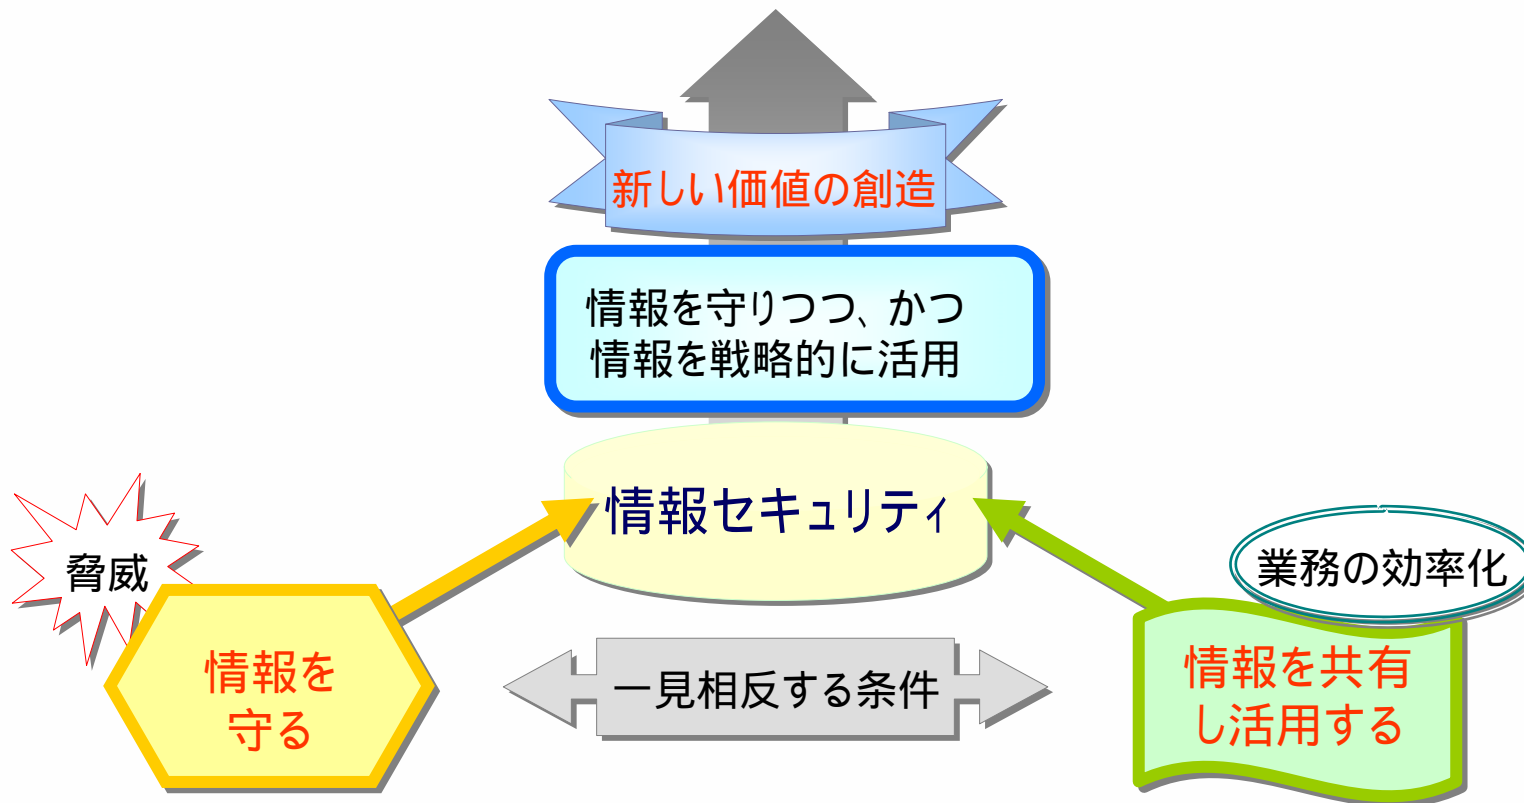 新しい価値の創造
情報を守りつつ、かつ
情報を戦略的に活用
情報セキュリティ
脅威
業務の効率化
情報を
守る
一見相反する条件
情報を共有
し活用する